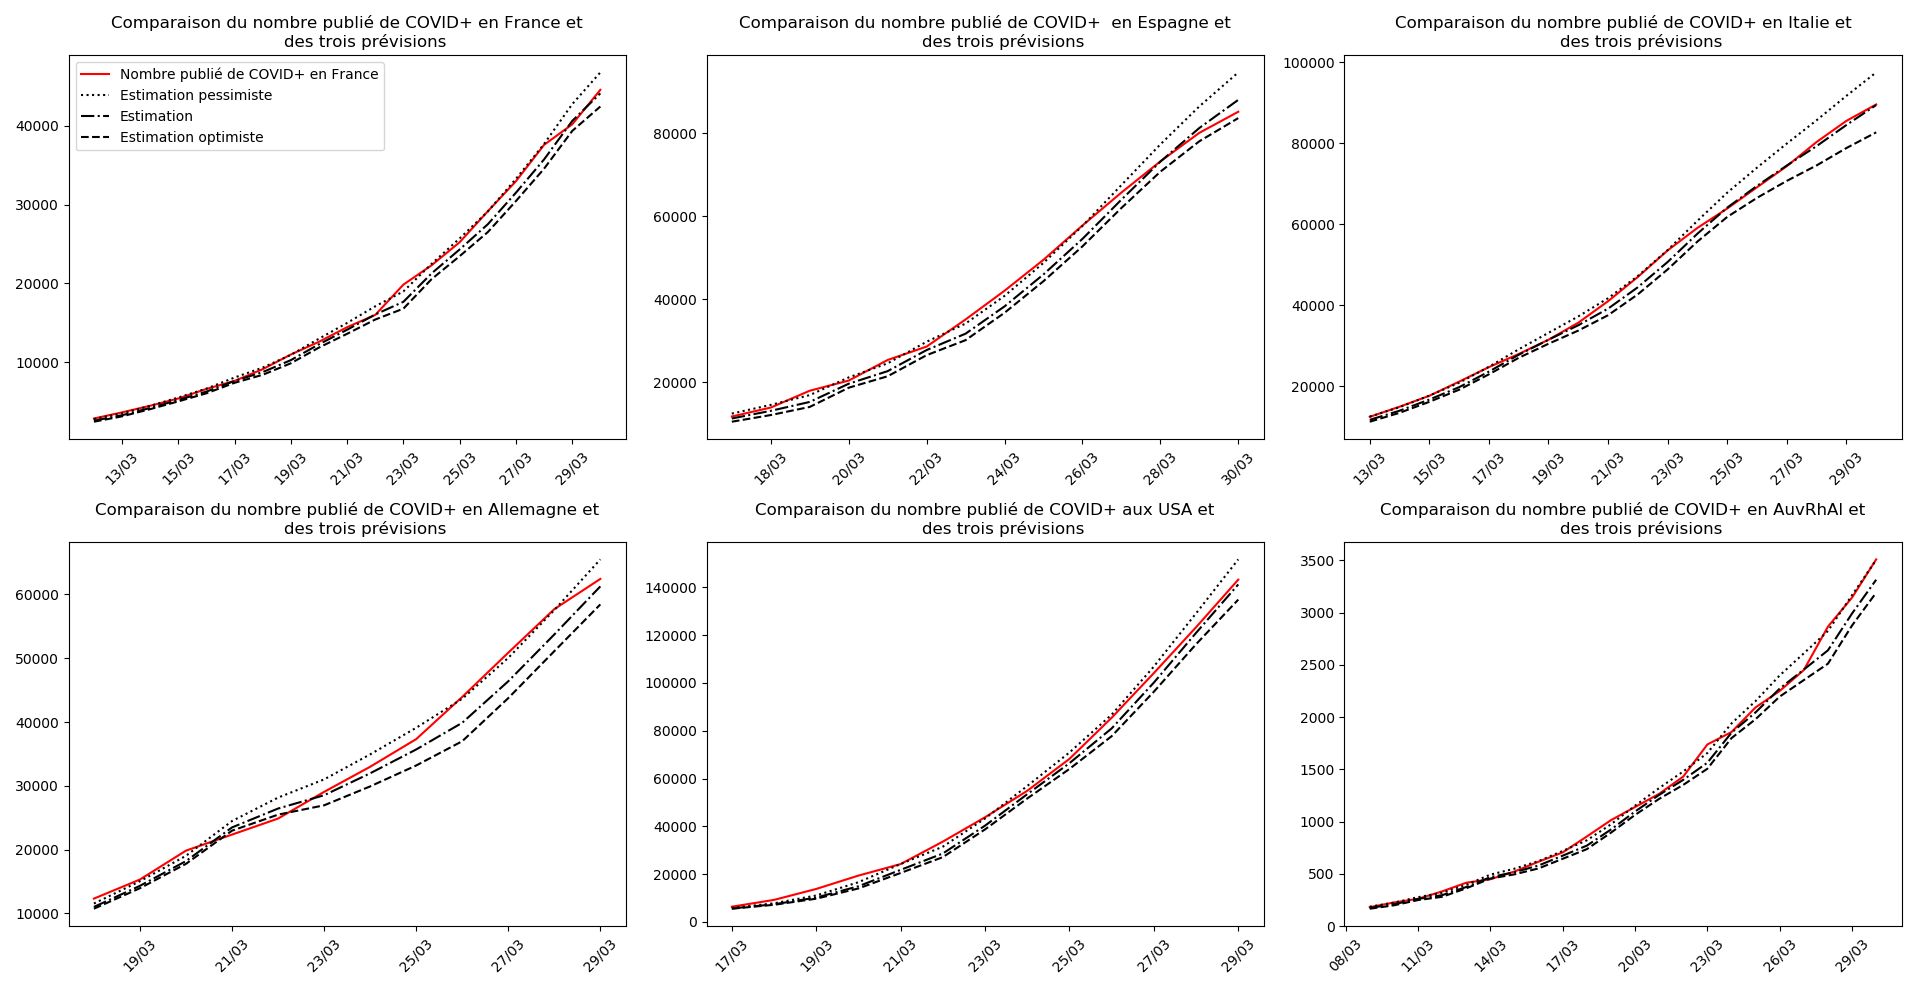 Comparaison du nombre publié de COVID+ en France et
des trois prévisions
Nombre publié de COVID+ en France
Estimation pessimiste
Estimation
Estimation optimiste
40000
30000
20000
10000
13/03 15/03 17/03 19/03 21/03 23/03 25/03 27/03 29/03
Comparaison du nombre publié de COVID+  en Espagne et
des trois prévisions
80000
60000
40000
20000
18/03 20/03 22/03 24/03 26/03 28/03 30/03
Comparaison du nombre publié de COVID+ en Italie et
des trois prévisions
100000
80000
60000
40000
20000
13/03 15/03 17/03 19/03 21/03 23/03 25/03 27/03 29/03
Comparaison du nombre publié de COVID+ en Allemagne et
des trois prévisions
60000
50000
40000
30000
20000
10000
19/03 21/03 23/03 25/03 27/03 29/03
Comparaison du nombre publié de COVID+ aux USA et
des trois prévisions
140000
120000
100000
80000
60000
40000
20000
0
17/03 19/03 21/03 23/03 25/03 27/03 29/03
Comparaison du nombre publié de COVID+ en AuvRhAl et
des trois prévisions
3500
3000
2500
2000
1500
1000
500
0
08/03 11/03 14/03 17/03 20/03 23/03 26/03 29/03